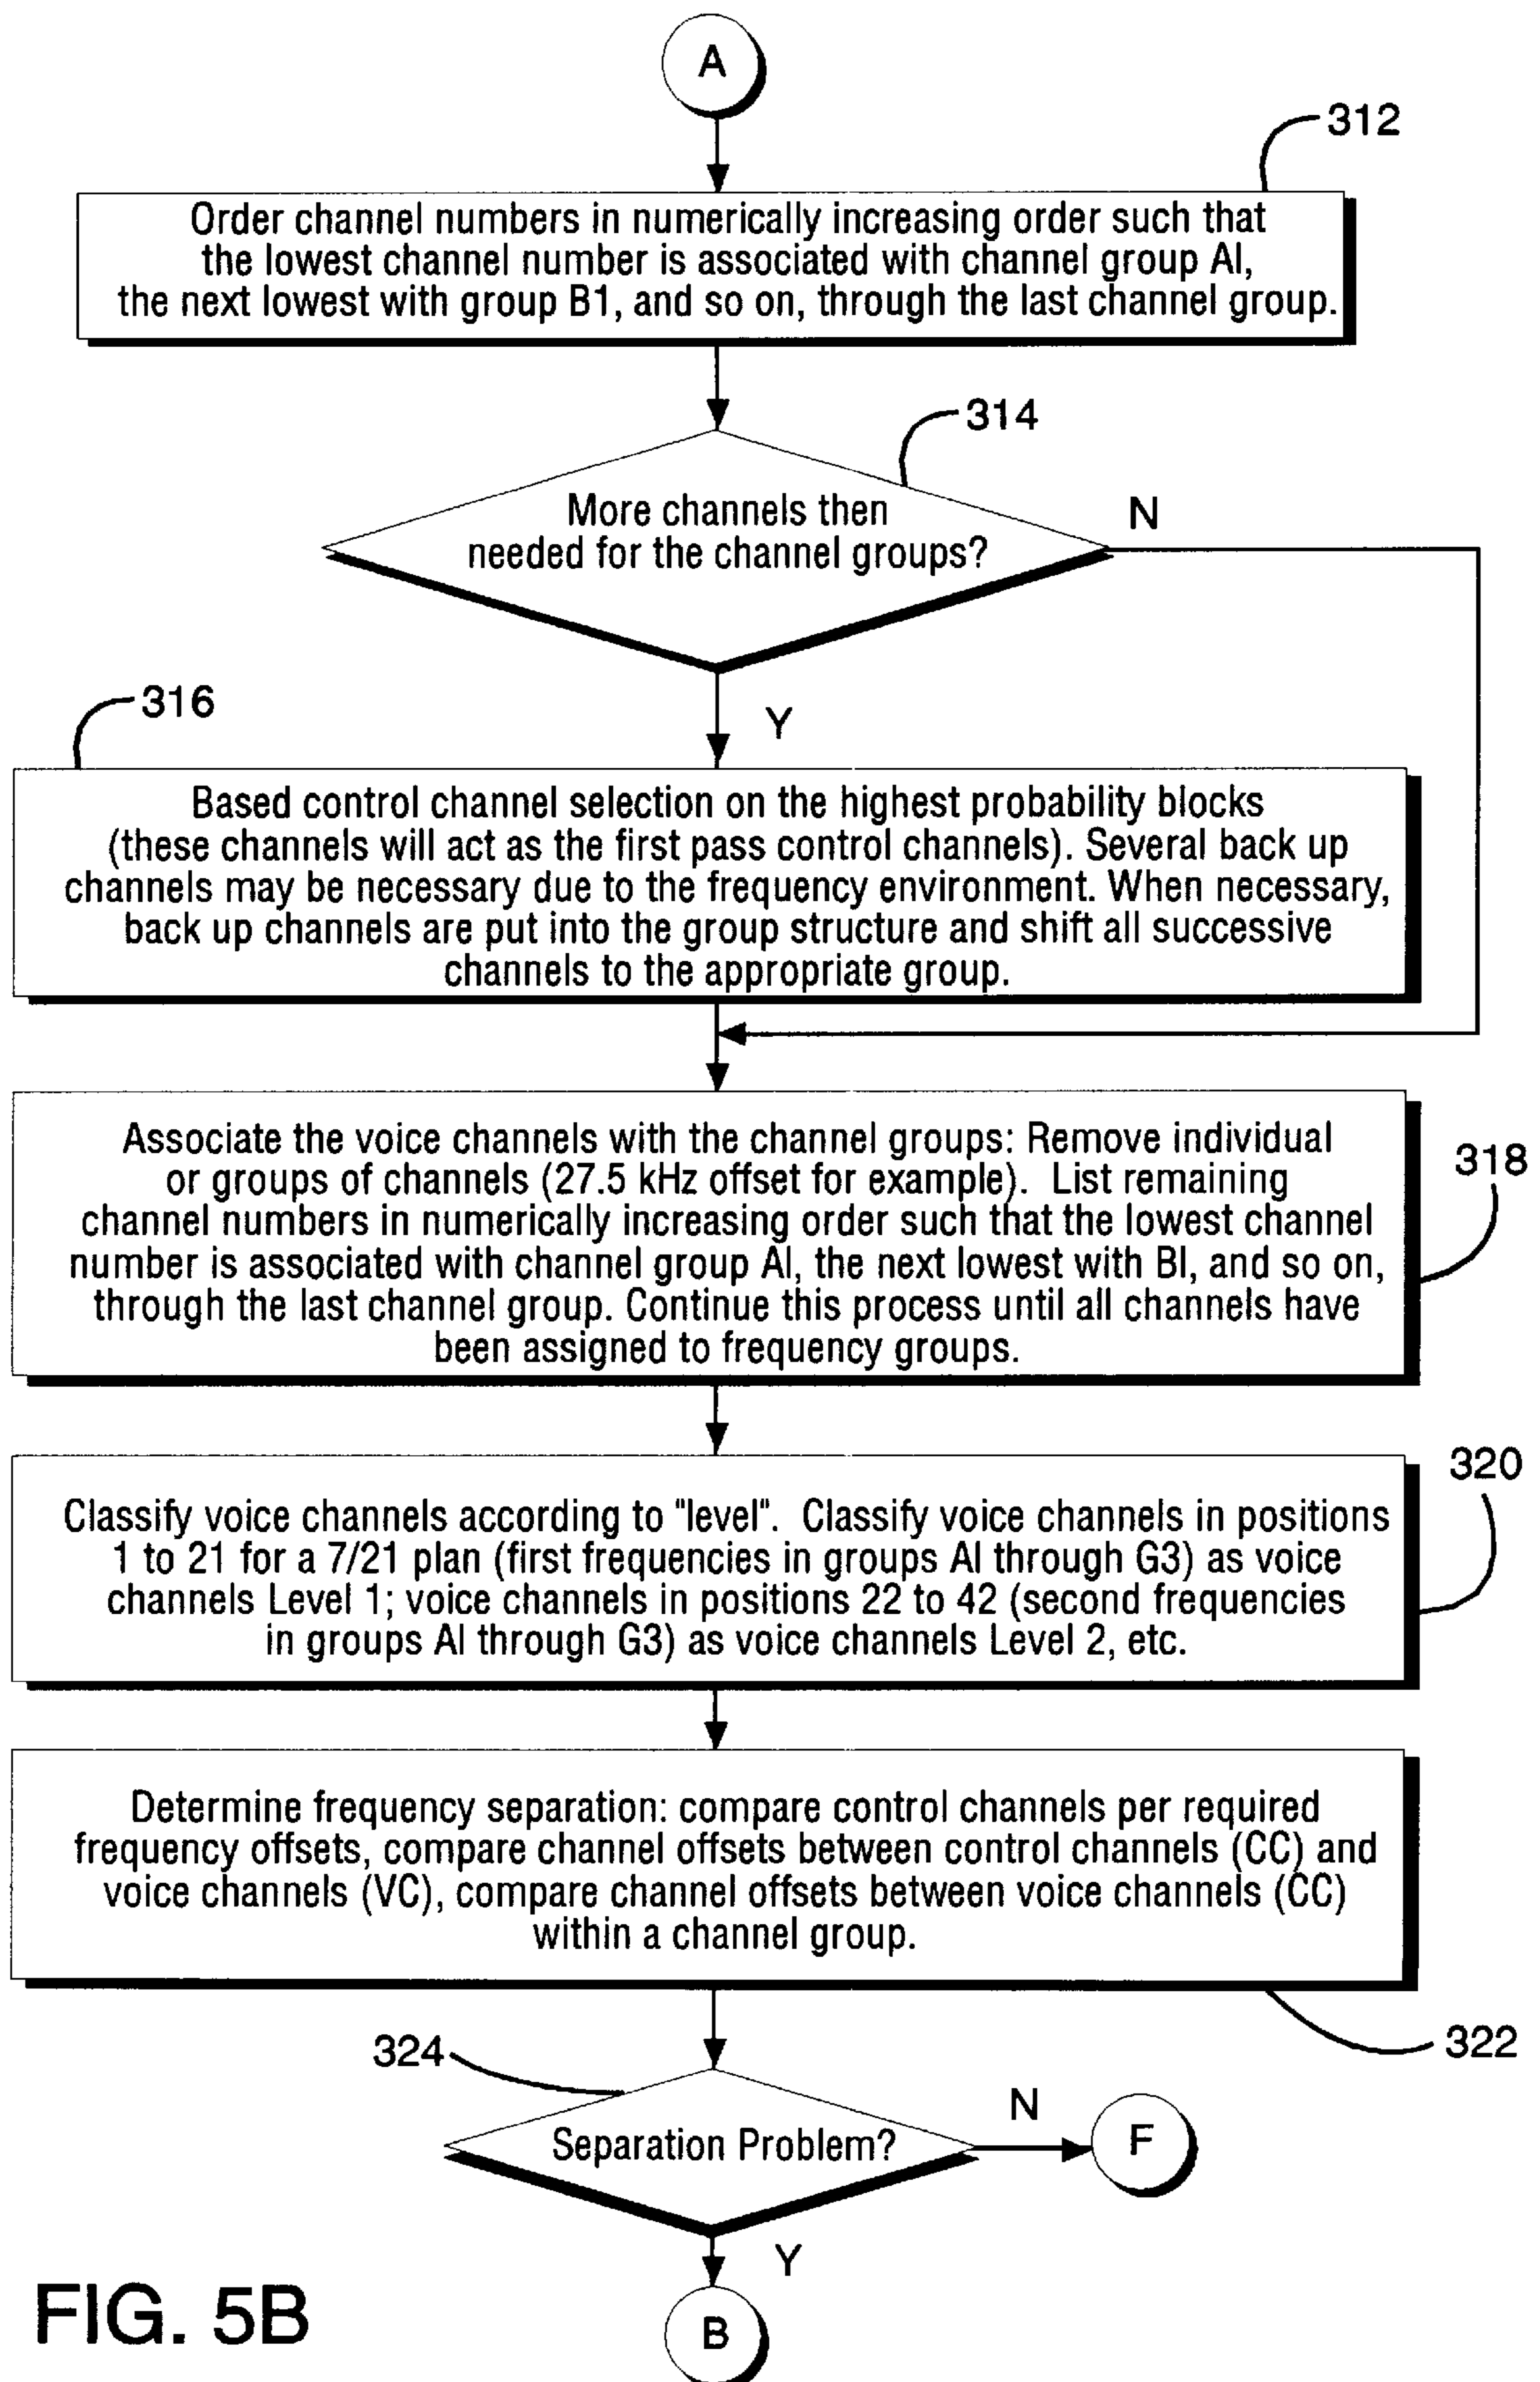 A
312
Order channel numbers in numerically increasing order such that
the lowest channel number is associated with channel group Al,
the next lowest with group B1, and so on, through the last channel group.
314
More channels then
needed for the channel groups?
N
Y
316
Based control channel selection on the highest probability blocks
(these channels will act as the first pass control channels). Several back up
channels may be necessary due to the frequency environment. When necessary,
back up channels are put into the group structure and shift all successive
channels to the appropriate group.
Associate the voice channels with the channel groups: Remove individual
or groups of channels (27.5 kHz offset for example). List remaining
channel numbers in numerically increasing order such that the lowest channel
number is associated with channel group Al, the next lowest with Bl, and so on,
through the last channel group. Continue this process until all channels have
been assigned to frequency groups.
318
Classify voice channels according to "level". Classify voice channels in positions
1 to 21 for a 7/21 plan (first frequencies in groups Al through G3) as voice
channels Level 1; voice channels in positions 22 to 42 (second frequencies
in groups Al through G3) as voice channels Level 2, etc.
320
Determine frequency separation: compare control channels per required
frequency offsets, compare channel offsets between control channels (CC) and
voice channels (VC), compare channel offsets between voice channels (CC)
within a channel group.
322
324
Separation Problem?
N
F
Y
B
FIG. 5B